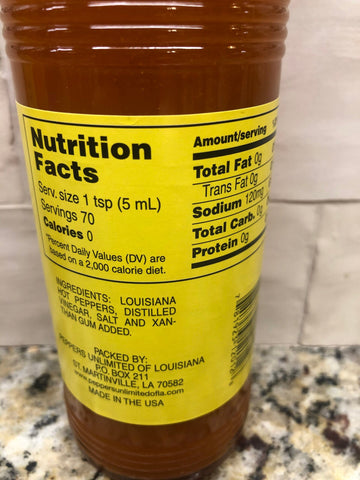 Nutrition
Facts
Serv. size 1 tsp (5 mL)
Servings 70
Calories 0
*Percent Daily Values (DV) are
based on a 2,000 calorie diet.
Amount/serving
Total Fat 0g
Trans Fat 0g
Sodium 120mg
Total Carb. 0g
Protein 0g
INGREDIENTS: LOUISIANA
HOT PEPPERS, DISTILLED
VINEGAR, SALT AND XAN-
THAN GUM ADDED.
PACKED BY:
PEPPERS UNLIMITED OF LOUISIANA
P.O. BOX 211
ST. MARTINVILLE, LA 70582
www.peppersunlimitedofla.com
MADE IN THE USA